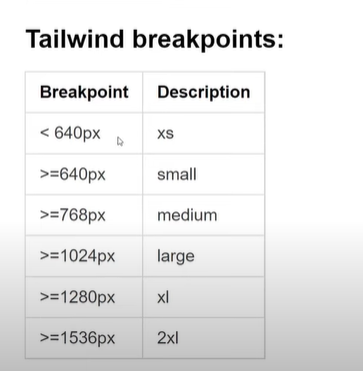 Tailwind breakpoints:
Breakpoint Description
< 640px xs
>=640px small
>=768px medium
>=1024px large
>=1280px xl
>=1536px 2xl